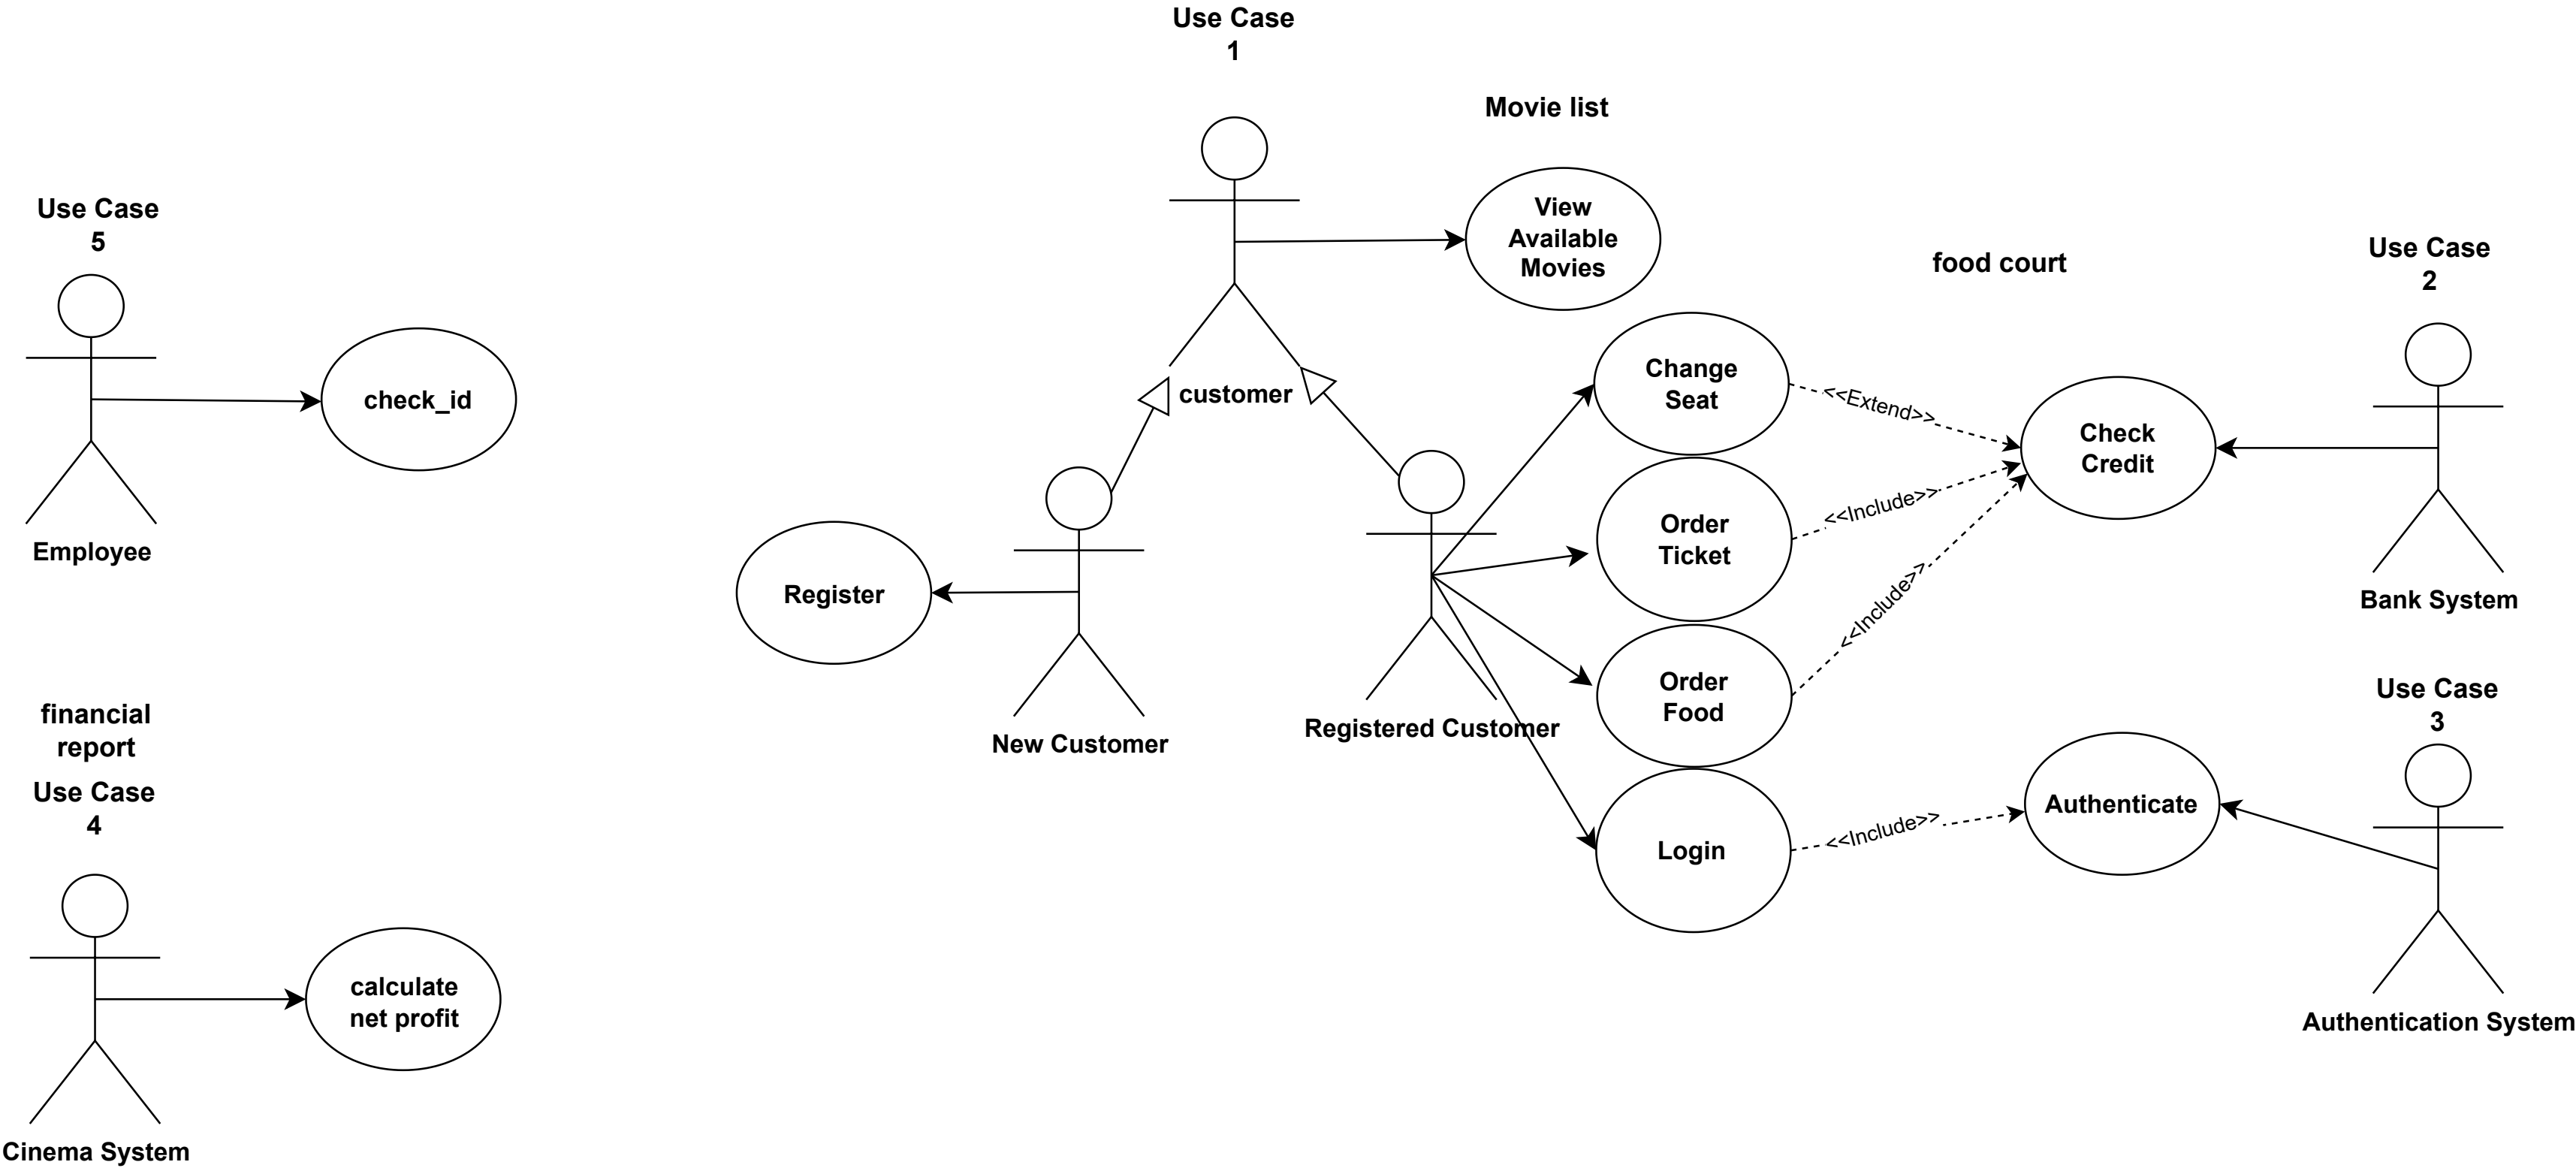 Use Case
1
Movie list
Use Case
5
View
Available
Movies
food court
Use Case
2
Change
Seat
customer
check_id
<<Extend>>
Check
Credit
<<Include>>
Order
Ticket
Employee
Register
<<Include>>
Bank System
Order
Food
Registered Customer
New Customer
financial
report
Use Case
3
Use Case
4
Authenticate
<<Include>>
Login
calculate
net profit
Authentication System
Cinema System